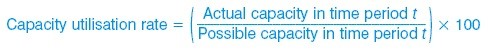 Capacity utilisation rate = ( Actual capacity in time period t / Possible capacity in time period t ) × 100